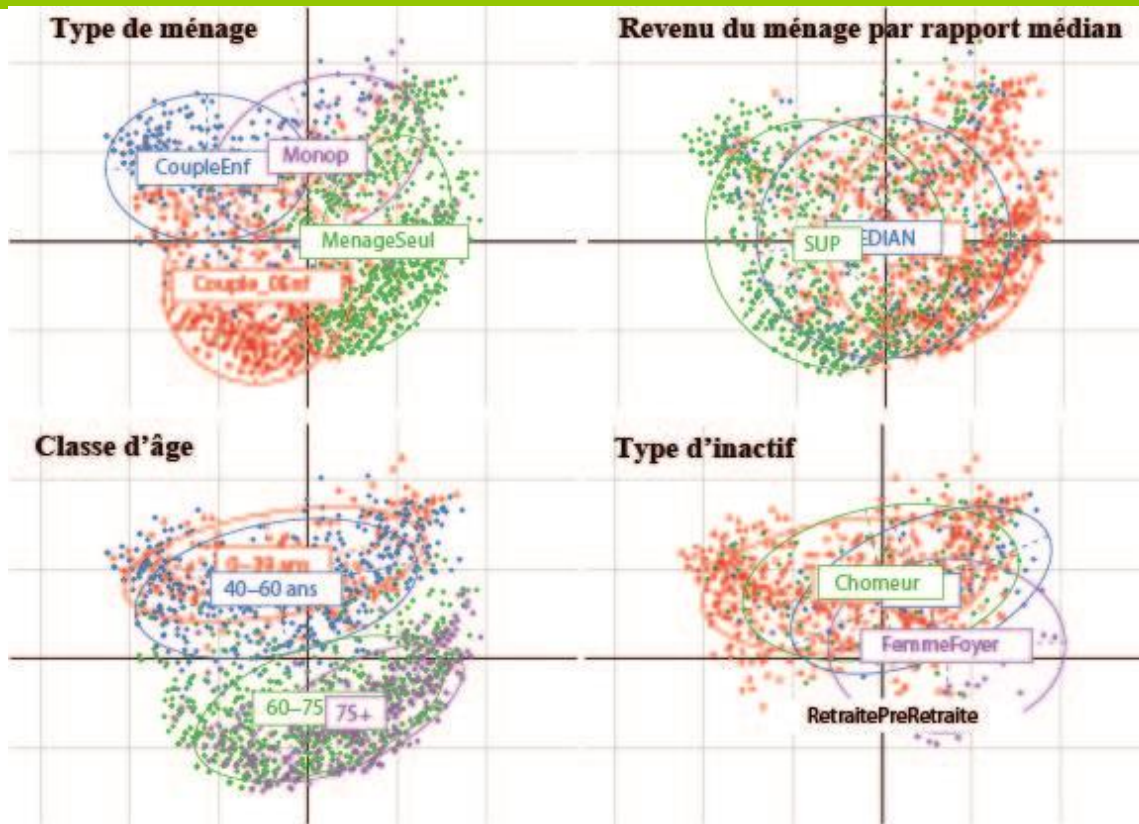 Type de ménage
Revenu du ménage par rapport médian
CoupleEnf
Monop
MenageSeul
SUP
EDIAN
Classe d'âge
Type d'inactif
40–60 ans
60–75
75+
Chomeur
FemmeFoyer
RetraitePreRetraite